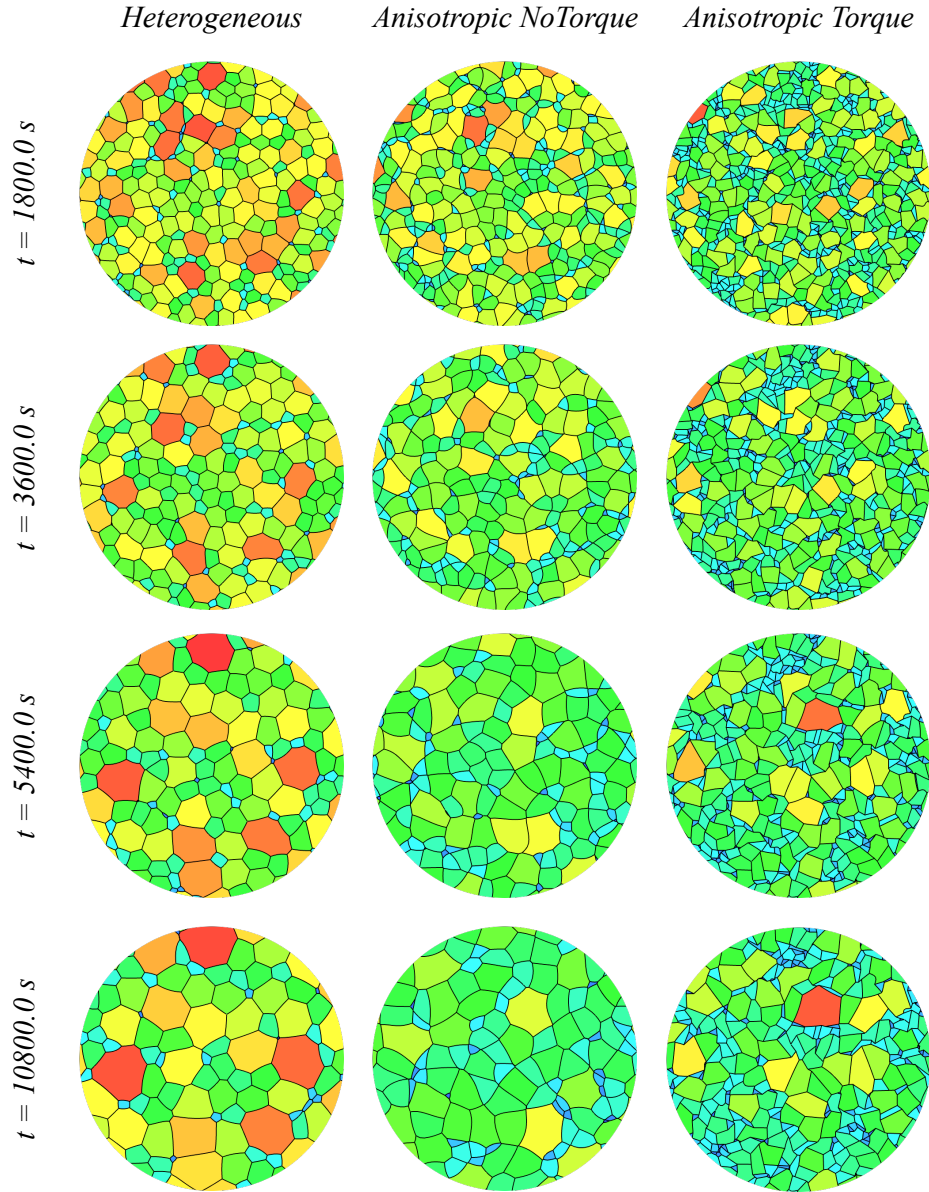 Heterogeneous Anisotropic NoTorque Anisotropic Torque
t = 1800.0 s
t = 3600.0 s
t = 5400.0 s
t = 10800.0 s